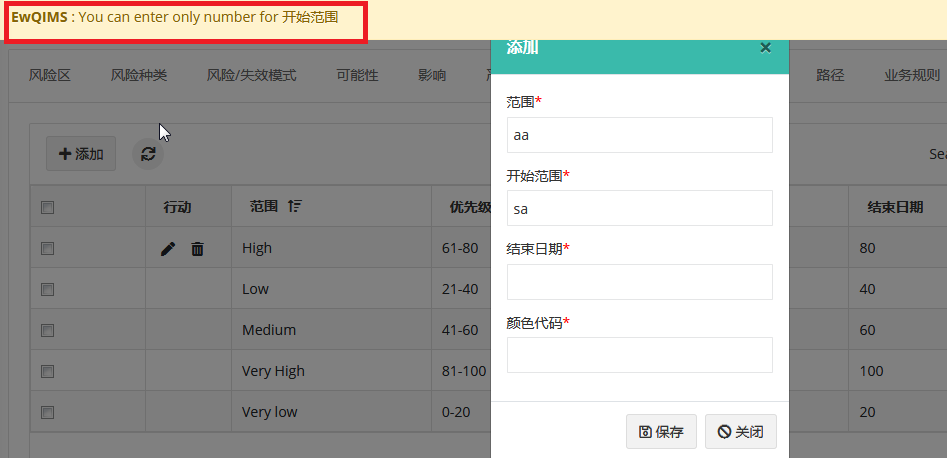 EwQIMS : You can enter only number for 开始范围
添加 ×
风险区 风险种类 风险/失效模式 可能性 影响 路径 业务规则
范围*
aa
添加
Sea
开始范围*
sa
行动 范围 优先级 结束日期
结束日期*
High 61-80 80
Low 21-40 40
颜色代码*
Medium 41-60 60
Very High 81-100 100
Very low 0-20 20
保存 关闭